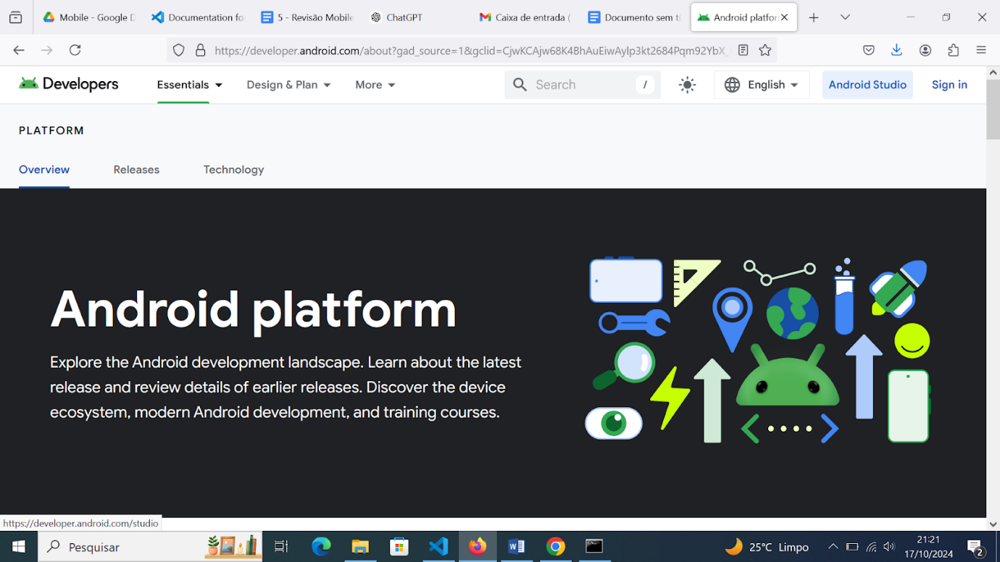 Mobile - Google D
Documentation fo
5 - Revisão Mobile
ChatGPT
Caixa de entrada (
Documento sem tí
Android platfor
https://developer.android.com/about?gad_source=1&gclid=CjwKCAjw68K4BhAuEiwAylp3kt2684Pqm92YbX_
Developers
Essentials
Design & Plan
More
Search
/
English
Android Studio
Sign in
PLATFORM
Overview
Releases
Technology
Android platform
Explore the Android development landscape. Learn about the latest
release and review details of earlier releases. Discover the device
ecosystem, modern Android development, and training courses.
https://developer.android.com/studio
Pesquisar
25°C Limpo
21:21
17/10/2024
2